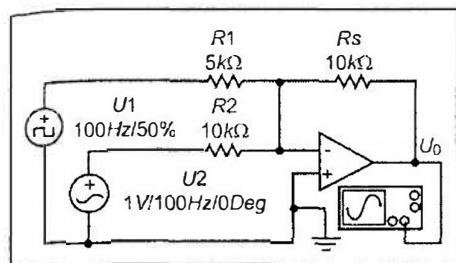 R1
5kΩ
Rs
10kΩ
U1
100Hz/50%
R2
10kΩ
U2
1V/100Hz/0Deg
U0
-
+
+
+